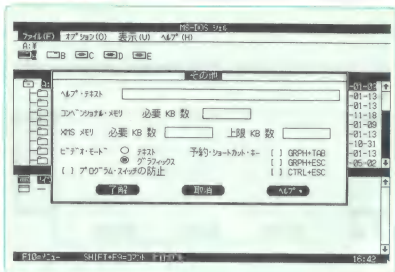 MS-DOS シェル
ファイル(F) オプション(O) 表示(U) ヘルプ(H)
A:¥
A B C D E
その他
ヘルプ・テキスト
コンベンショナル・メモリ 必要 KB 数
XMS メモリ 必要 KB 数 上限 KB 数
ビデオ・モード テキスト 予約・ショートカット・キー [ ] GRPH+TAB
グラフィックス [ ] GRPH+ESC
[ ] プログラム・スイッチの防止 [ ] CTRL+ESC
了解 取消 ヘルプ
-01-13
-01-13
-11-18
-01-09
-01-13
-10-31
-01-13
-05-02
F10=メニュー SHIFT+F9=コマンド
16:42